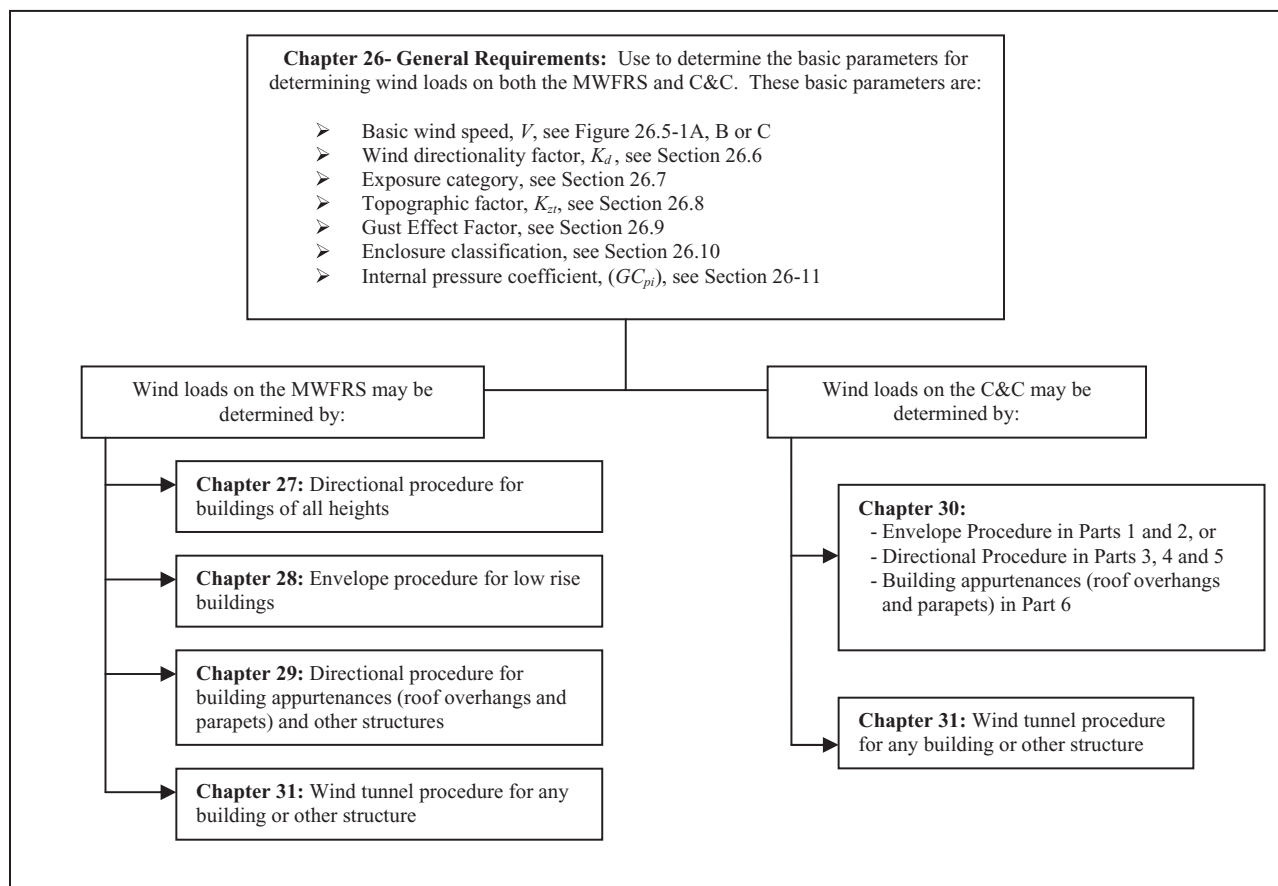 Chapter 26- General Requirements: Use to determine the basic parameters for
determining wind loads on both the MWFRS and C&C. These basic parameters are:
➢ Basic wind speed, V, see Figure 26.5-1A, B or C
➢ Wind directionality factor, Kd , see Section 26.6
➢ Exposure category, see Section 26.7
➢ Topographic factor, Kzt, see Section 26.8
➢ Gust Effect Factor, see Section 26.9
➢ Enclosure classification, see Section 26.10
➢ Internal pressure coefficient, (GCpi), see Section 26-11
Wind loads on the MWFRS may be
determined by:
Chapter 27: Directional procedure for
buildings of all heights
Chapter 28: Envelope procedure for low rise
buildings
Chapter 29: Directional procedure for
building appurtenances (roof overhangs and
parapets) and other structures
Chapter 31: Wind tunnel procedure for any
building or other structure
Wind loads on the C&C may be
determined by:
Chapter 30:
- Envelope Procedure in Parts 1 and 2, or
- Directional Procedure in Parts 3, 4 and 5
- Building appurtenances (roof overhangs
and parapets) in Part 6
Chapter 31: Wind tunnel procedure
for any building or other structure